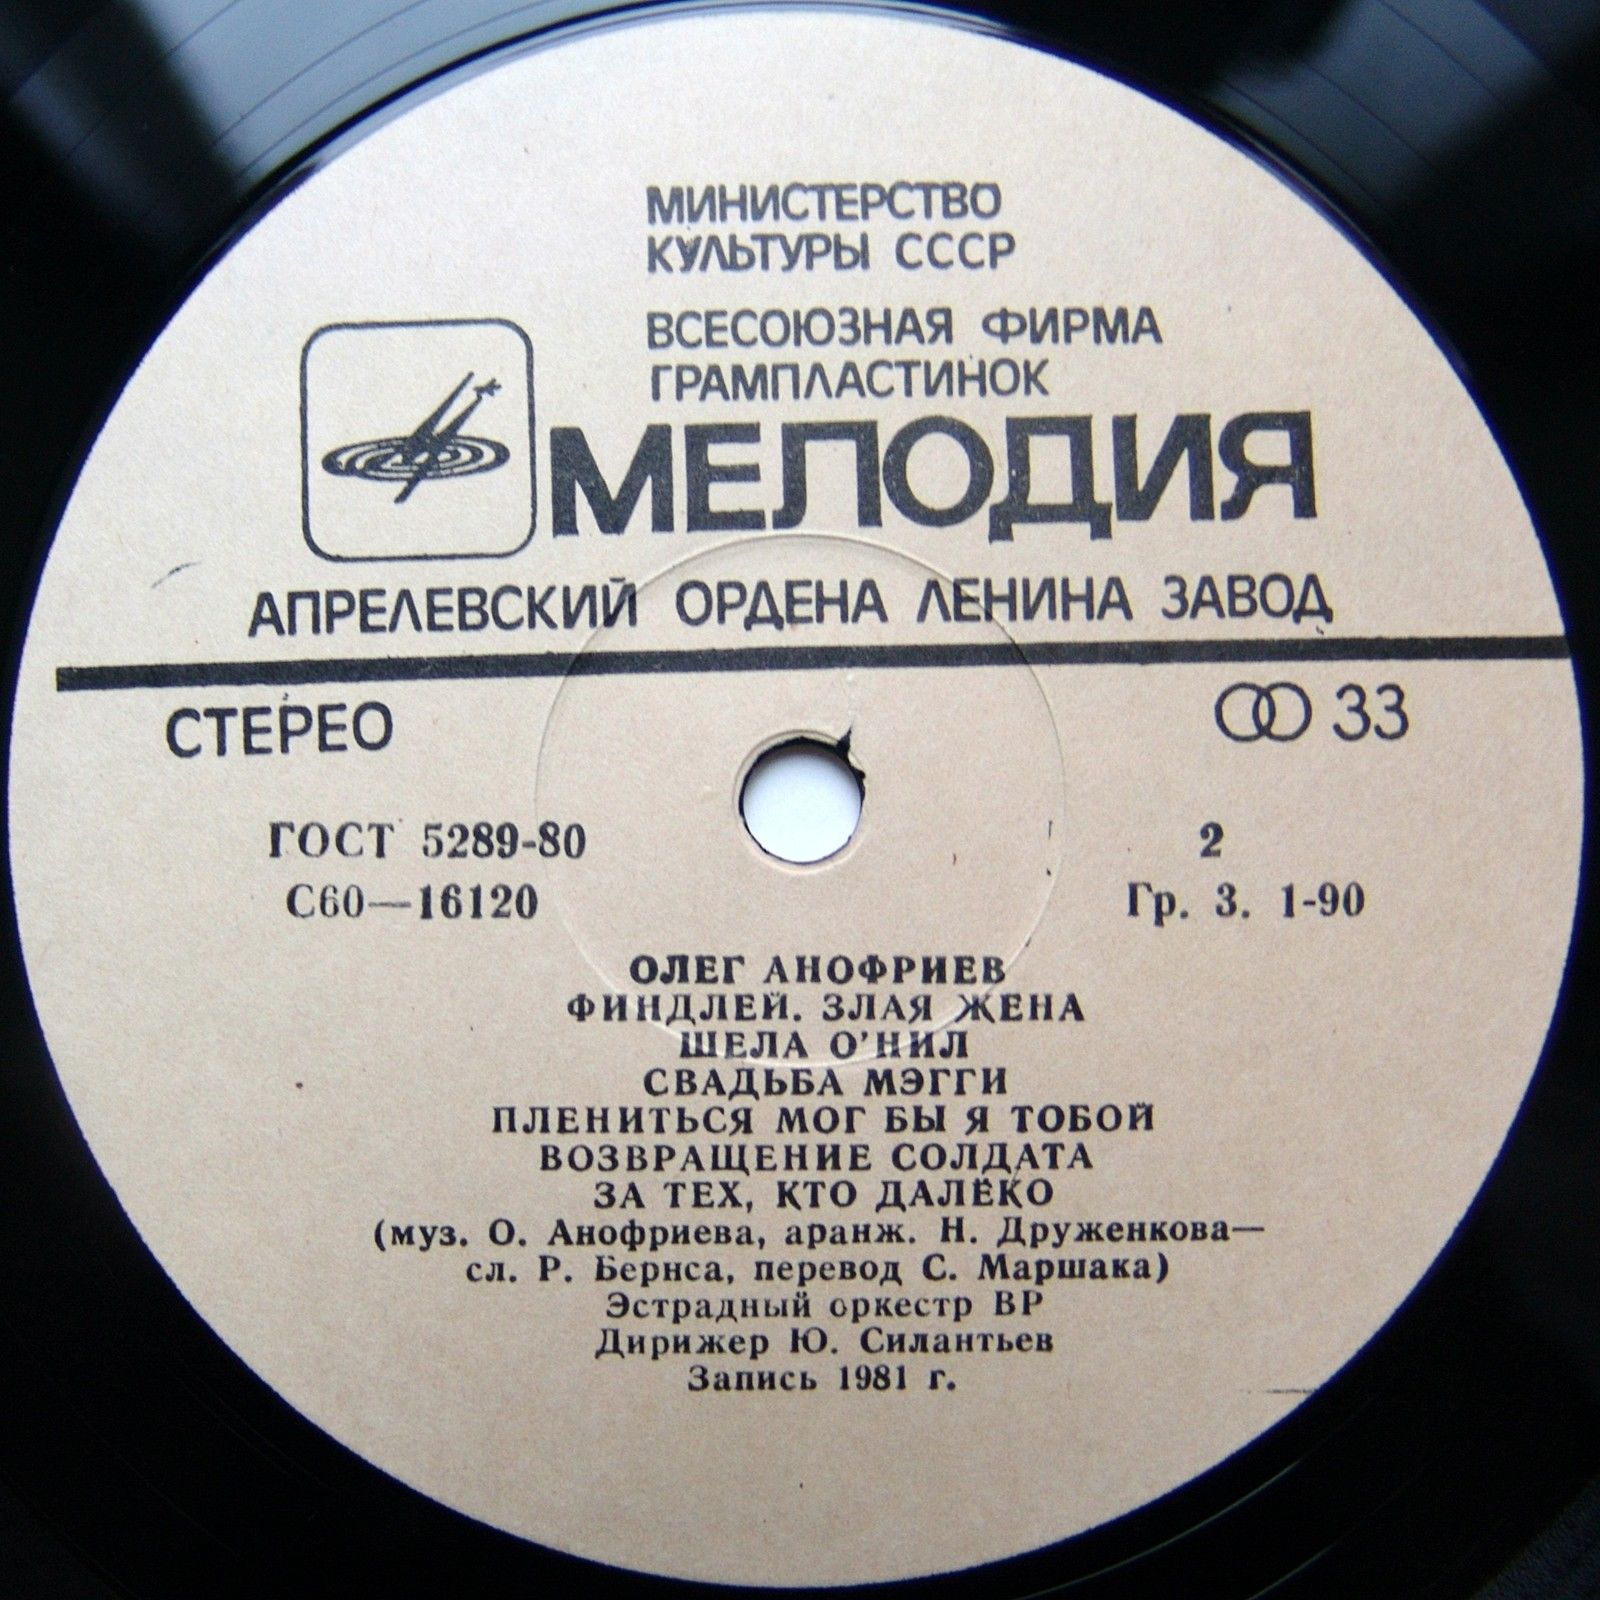 МИНИСТЕРСТВО
КУЛЬТУРЫ СССР
ВСЕСОЮЗНАЯ ФИРМА
ГРАМПЛАСТИНОК
МЕЛОДИЯ
АПРЕЛЕВСКИЙ ОРДЕНА ЛЕНИНА ЗАВОД
СТЕРЕО
33
ГОСТ 5289-80
2
С60—16120
Гр. 3. 1-90
ОЛЕГ АНОФРИЕВ
ФИНДЛЕЙ. ЗЛАЯ ЖЕНА
ШЕЛА О'НИЛ
СВАДЬБА МЭГГИ
ПЛЕНИТЬСЯ МОГ БЫ Я ТОБОЙ
ВОЗВРАЩЕНИЕ СОЛДАТА
ЗА ТЕХ, КТО ДАЛЁКО
(муз. О. Анофриева, аранж. Н. Друженкова—
сл. Р. Бернса, перевод С. Маршака)
Эстрадный оркестр ВР
Дирижер Ю. Силантьев
Запись 1981 г.